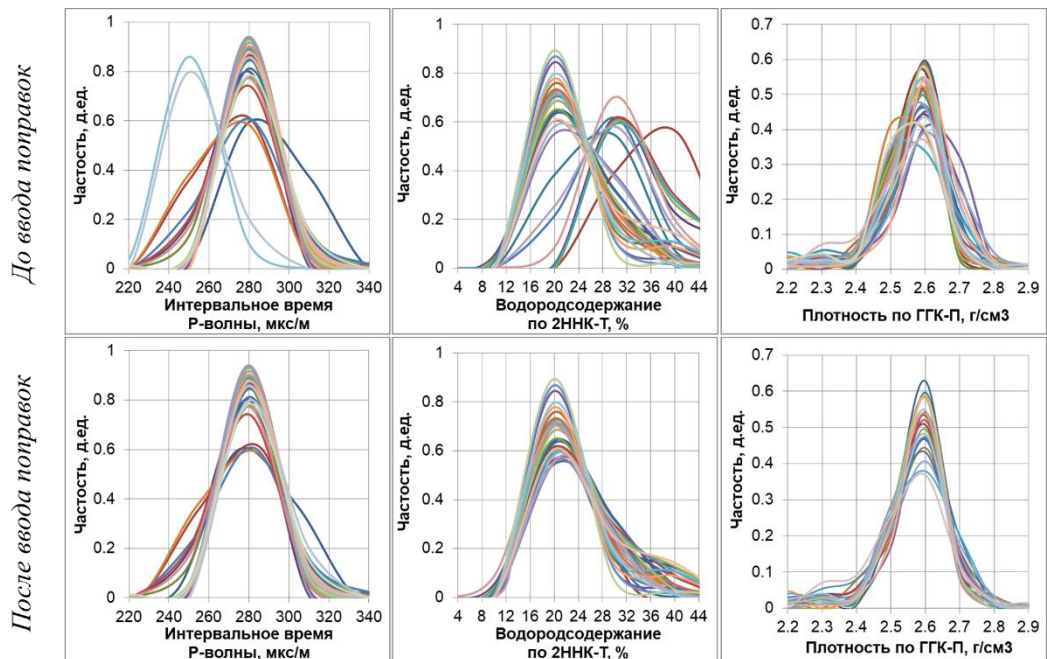 До ввода поправок
Частость, д.ед.
1
0.8
0.6
0.4
0.2
0
220 240 260 280 300 320 340
Интервальное время
Р-волны, мкс/м
Частость, д.ед.
1
0.8
0.6
0.4
0.2
0
4 8 12 16 20 24 28 32 36 40 44
Водородсодержание
по 2ННК-Т, %
Частость, д.ед.
0.7
0.6
0.5
0.4
0.3
0.2
0.1
0
2.2 2.3 2.4 2.5 2.6 2.7 2.8 2.9
Плотность по ГГК-П, г/см3
После ввода поправок
Частость, д.ед.
1
0.8
0.6
0.4
0.2
0
220 240 260 280 300 320 340
Интервальное время
Р-волны, мкс/м
Частость, д.ед.
1
0.8
0.6
0.4
0.2
0
4 8 12 16 20 24 28 32 36 40 44
Водородсодержание
по 2ННК-Т, %
Частость, д.ед.
0.7
0.6
0.5
0.4
0.3
0.2
0.1
0
2.2 2.3 2.4 2.5 2.6 2.7 2.8 2.9
Плотность по ГГК-П, г/см3